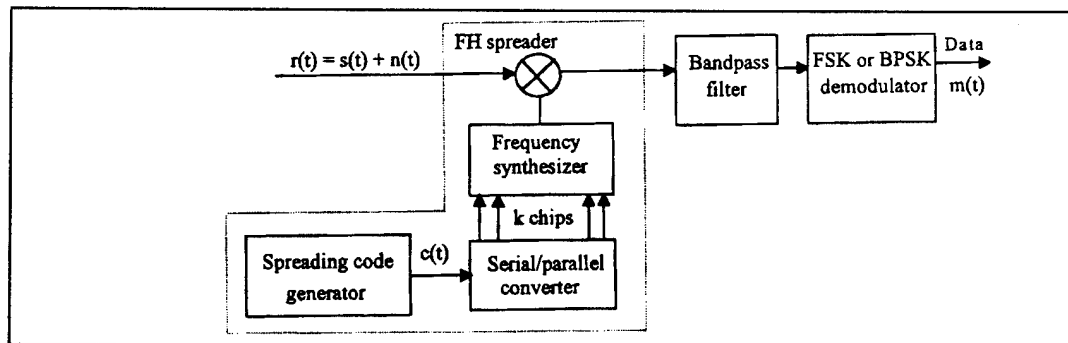 FH spreader
r(t) = s(t) + n(t)
Bandpass
filter
FSK or BPSK
demodulator
Data
m(t)
Frequency
synthesizer
k chips
Spreading code
generator
c(t)
Serial/parallel
converter